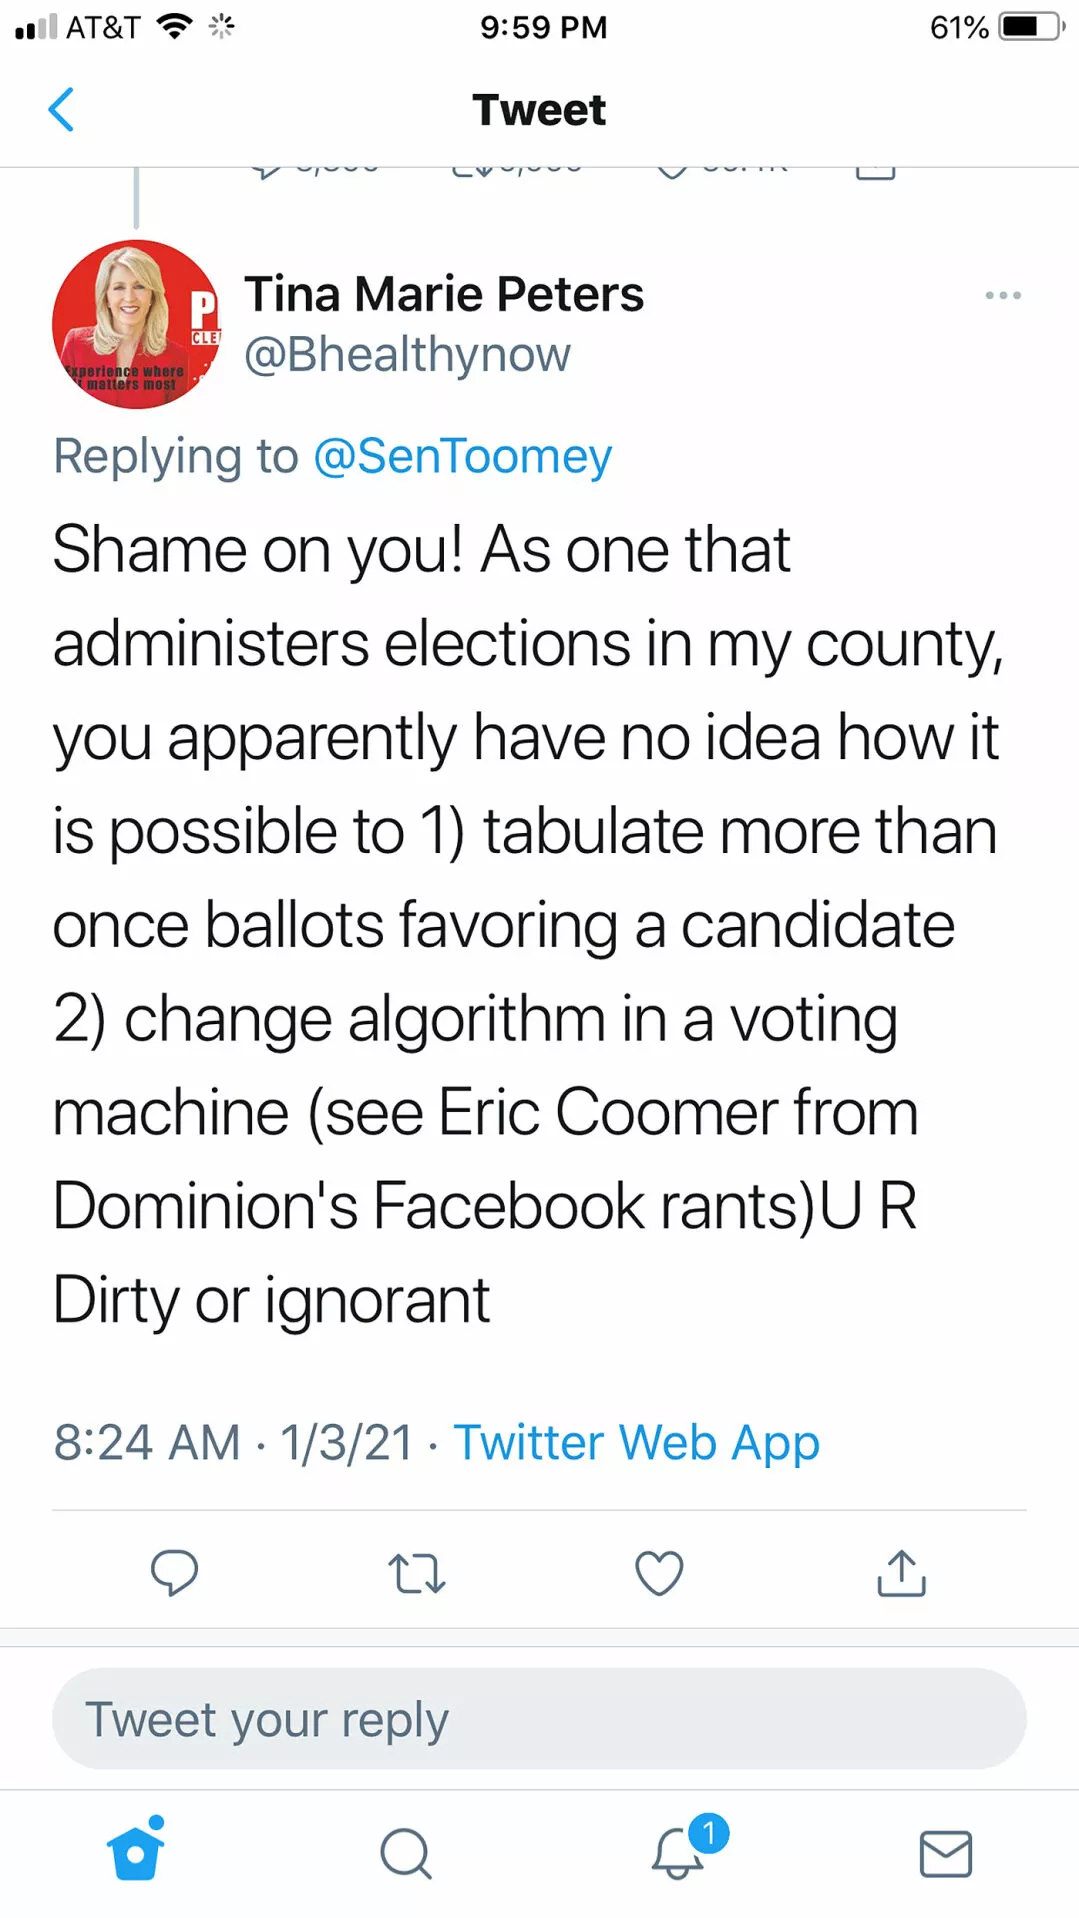 AT&T 9:59 PM 61%
Tweet
Tina Marie Peters
@Bhealthynow
P
CLE
xperience where
matters most
Replying to @SenToomey
Shame on you! As one that
administers elections in my county,
you apparently have no idea how it
is possible to 1) tabulate more than
once ballots favoring a candidate
2) change algorithm in a voting
machine (see Eric Coomer from
Dominion's Facebook rants)U R
Dirty or ignorant
8:24 AM · 1/3/21 · Twitter Web App
Tweet your reply
1